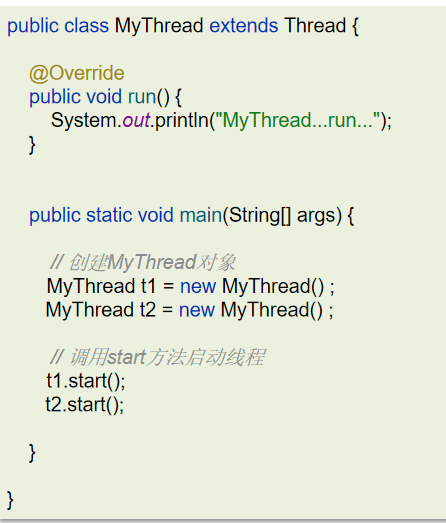 public class MyThread extends Thread {
@Override
public void run() {
System.out.println("MyThread...run...");
}
public static void main(String[] args) {
// 创建MyThread对象
MyThread t1 = new MyThread() ;
MyThread t2 = new MyThread() ;
// 调用start方法启动线程
t1.start();
t2.start();
}
}